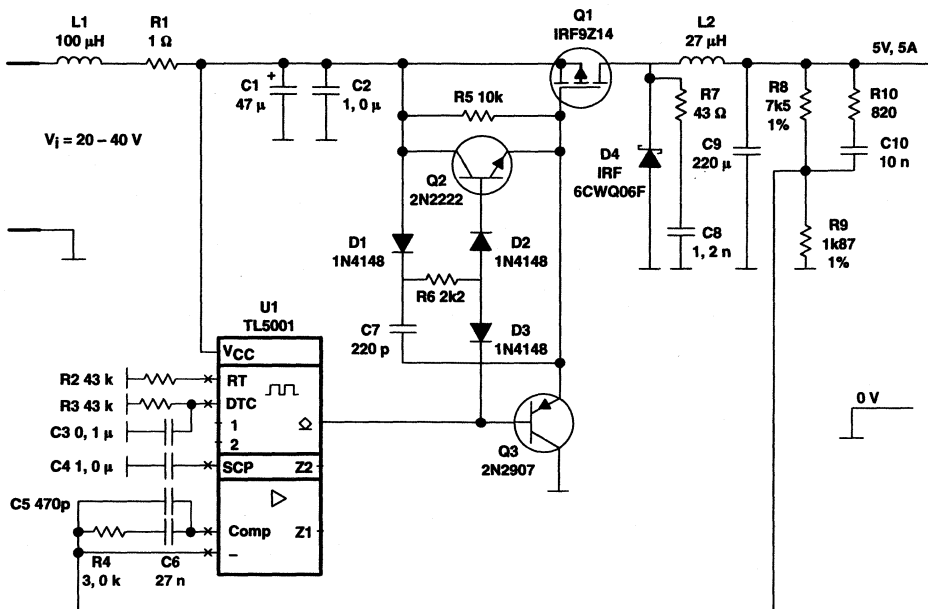 L1
100 μH
R1
1 Ω
Q1
IRF9Z14
L2
27 μH
5V, 5A
C1
47 μ
+
C2
1, 0 μ
R5 10k
R7
43 Ω
R8
7k5
1%
R10
820
Vi = 20 – 40 V
Q2
2N2222
D4
IRF
6CWQ06F
C9
220 μ
C10
10 n
D1
1N4148
D2
1N4148
C8
1, 2 n
R9
1k87
1%
R6 2k2
U1
TL5001
C7
220 p
D3
1N4148
VCC
R2 43 k
RT
R3 43 k
DTC
C3 0, 1 μ
1
2
C4 1, 0 μ
SCP
Z2
Q3
2N2907
0 V
C5 470p
Comp
Z1
–
R4
3, 0 k
C6
27 n